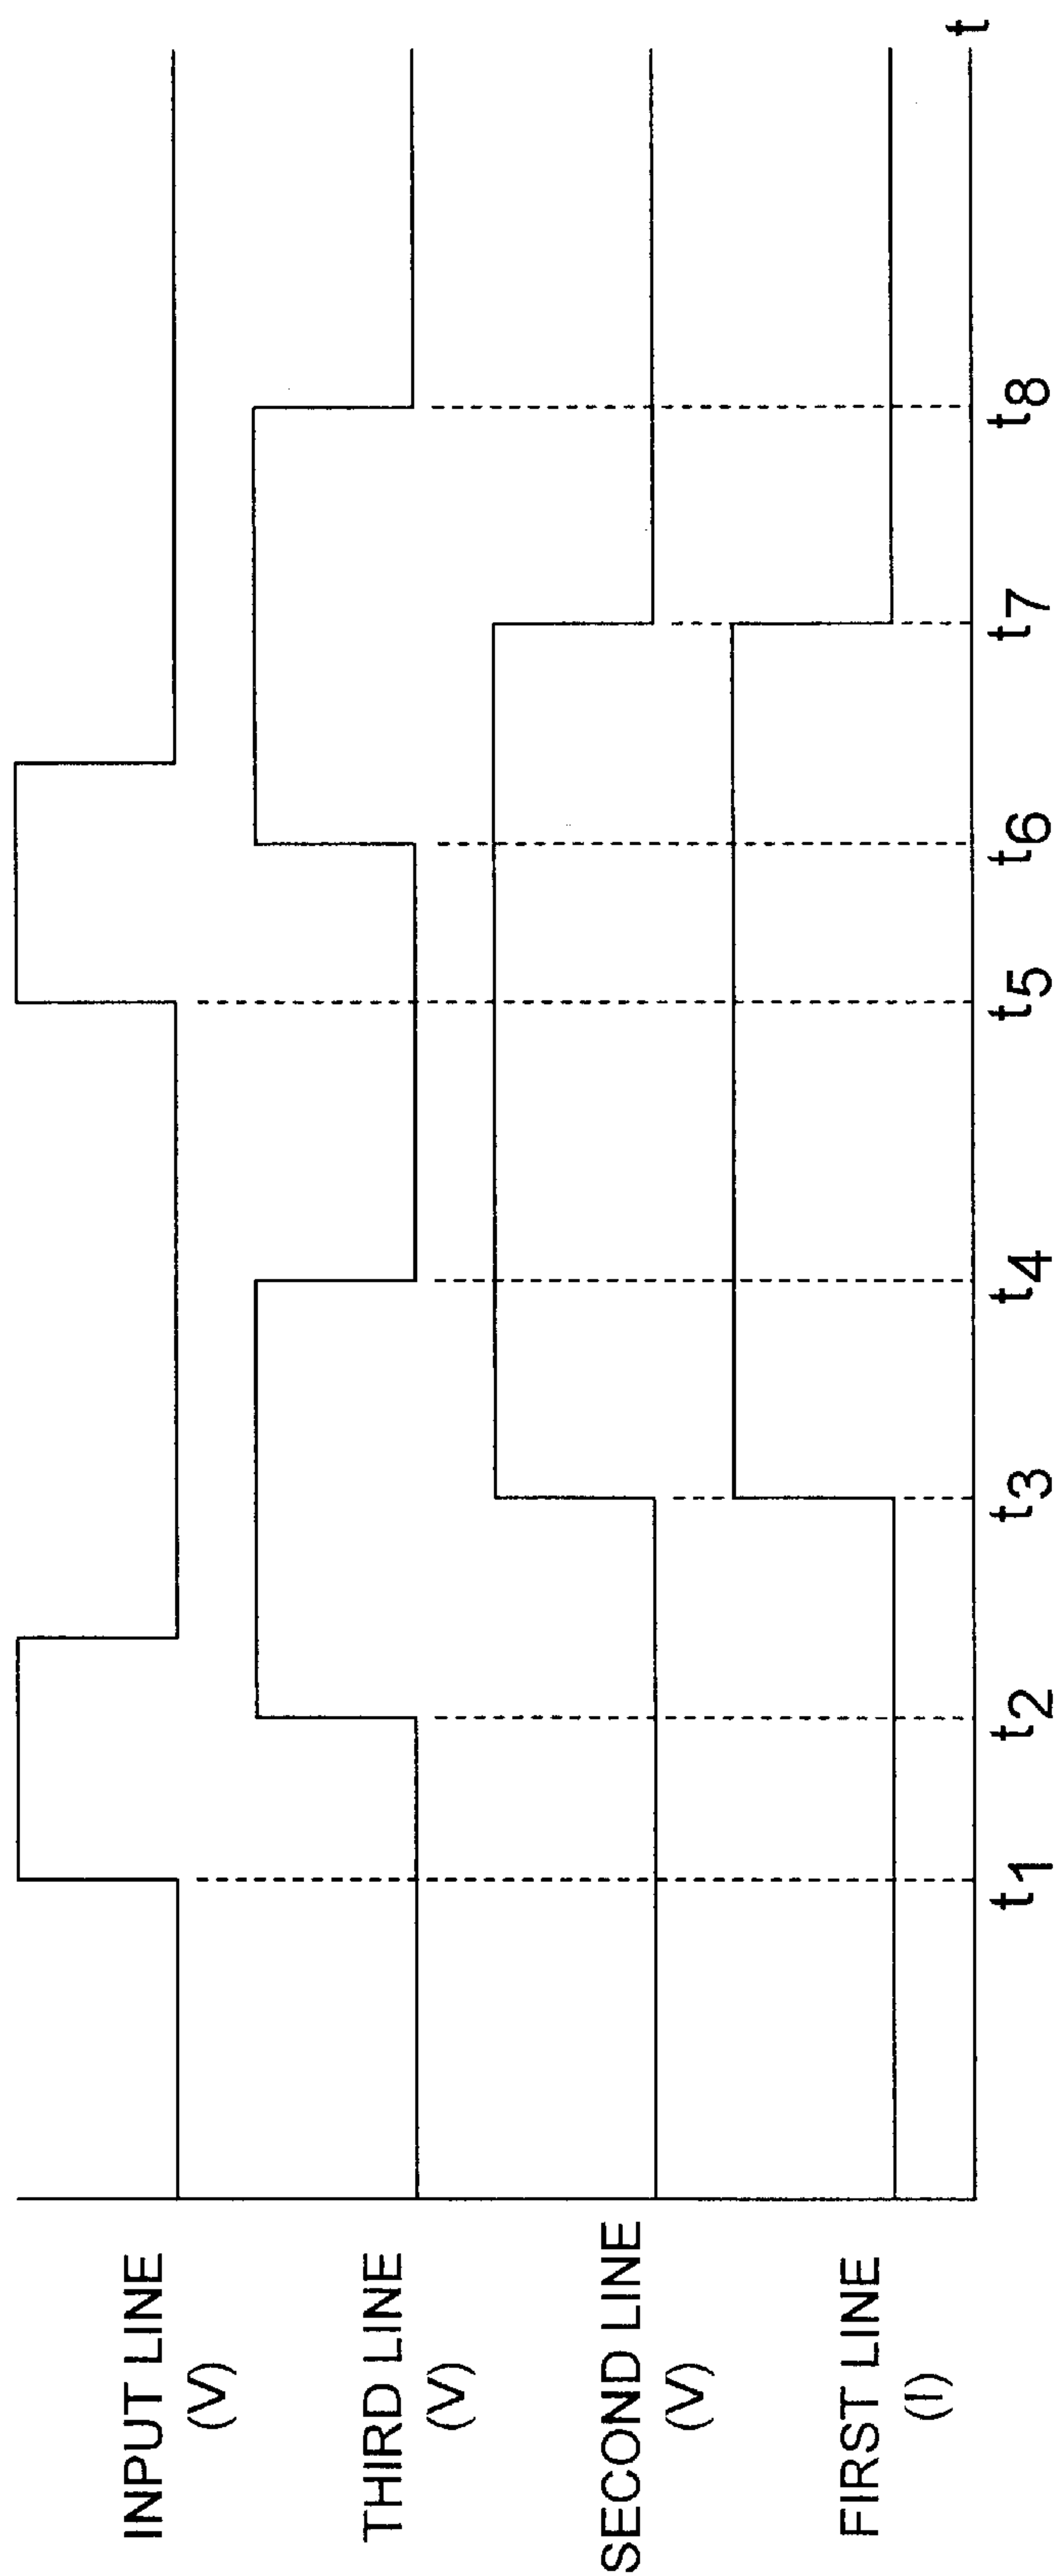 INPUT LINE
(V)
THIRD LINE
(V)
SECOND LINE
(V)
FIRST LINE
(I)
t1 t2 t3 t4 t5 t6 t7 t8 t